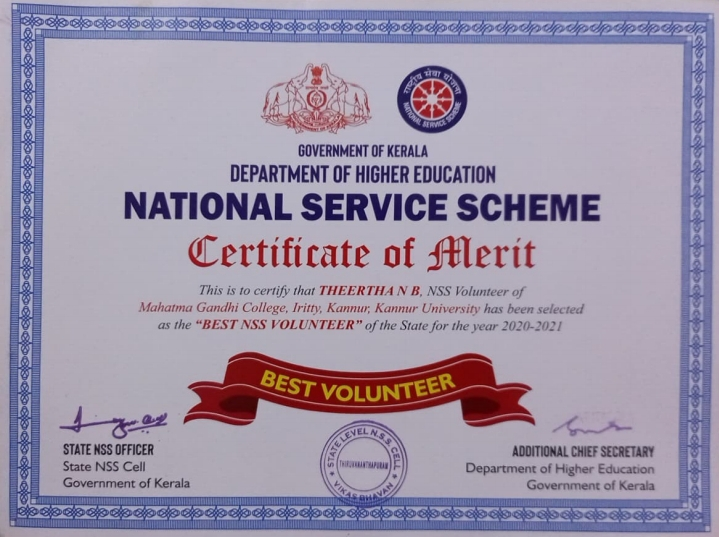 राष्ट्रीय सेवा योजना
NATIONAL SERVICE SCHEME
GOVERNMENT OF KERALA
DEPARTMENT OF HIGHER EDUCATION
NATIONAL SERVICE SCHEME
Certificate of Merit
This is to certify that THEERTHA N B, NSS Volunteer of
Mahatma Gandhi College, Iritty, Kannur, Kannur University has been selected
as the “BEST NSS VOLUNTEER” of the State for the year 2020-2021
BEST VOLUNTEER
STATE NSS OFFICER
State NSS Cell
Government of Kerala
STATE LEVEL N.S.S. CELL
THIRUVANANTHAPURAM
VIKAS BHAVAN
ADDITIONAL CHIEF SECRETARY
Department of Higher Education
Government of Kerala